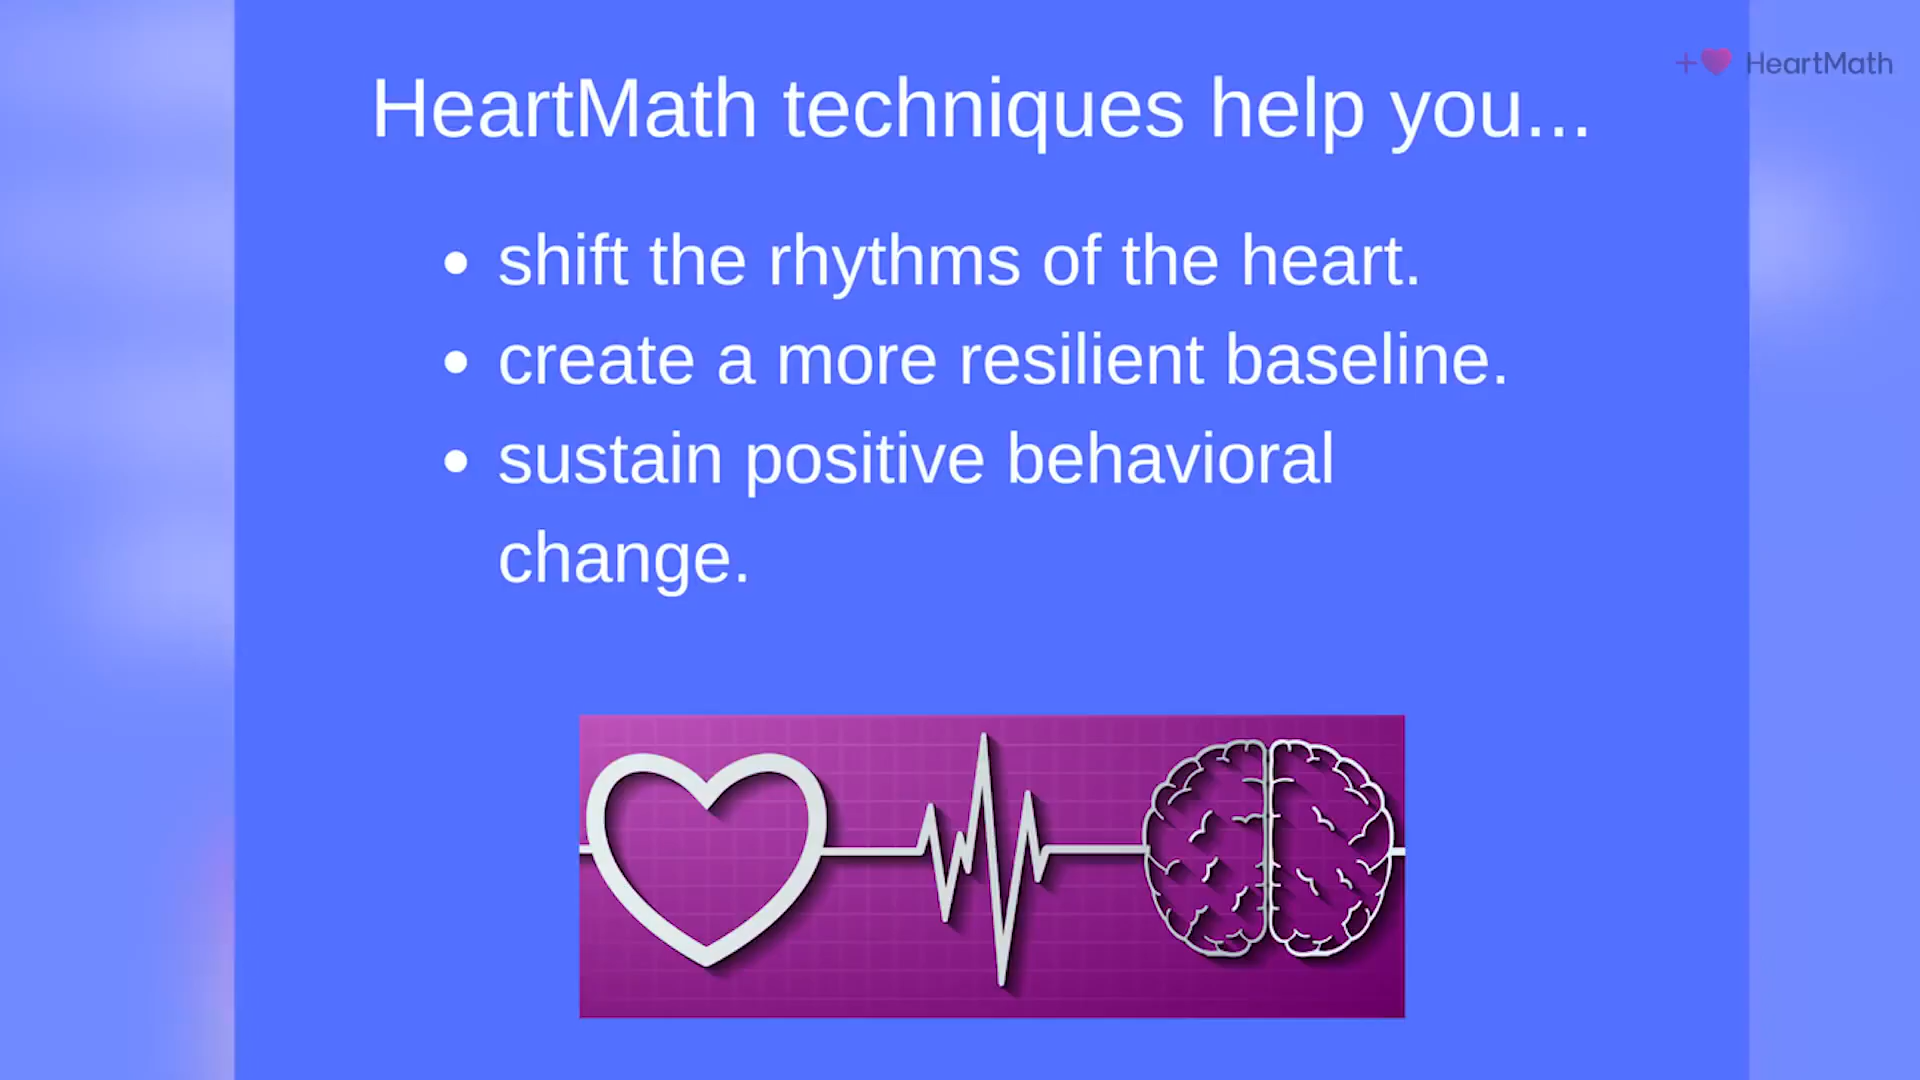 HeartMath
HeartMath techniques help you...
• shift the rhythms of the heart.
• create a more resilient baseline.
• sustain positive behavioral
change.